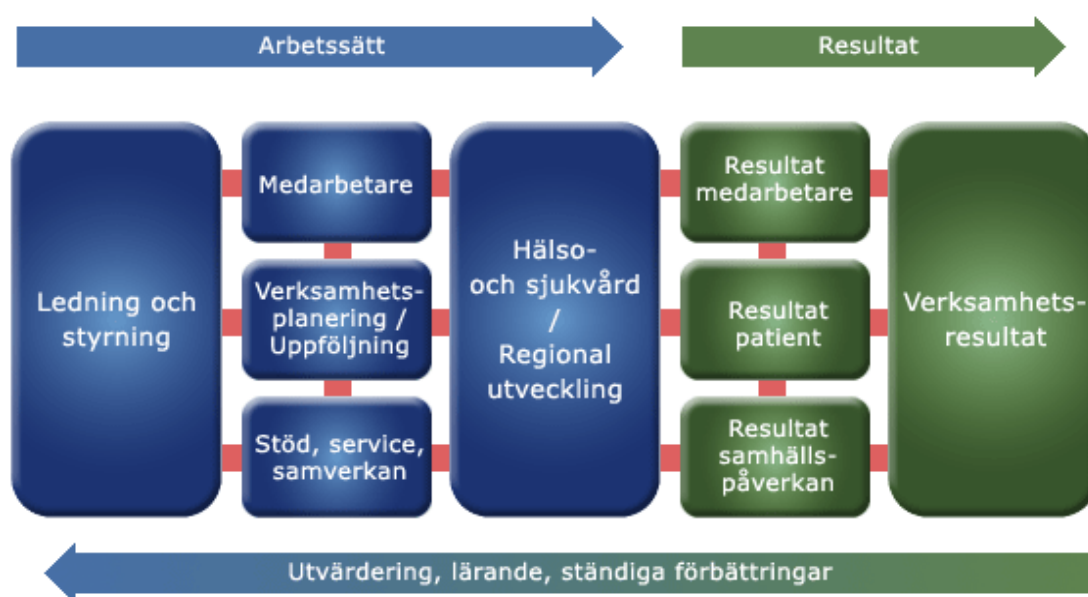 Arbetssätt
Resultat
Ledning och
styrning
Medarbetare
Verksamhets-
planering /
Uppföljning
Stöd, service,
samverkan
Hälso-
och sjukvård
/
Regional
utveckling
Resultat
medarbetare
Resultat
patient
Resultat
samhälls-
påverkan
Verksamhets-
resultat
Utvärdering, lärande, ständiga förbättringar